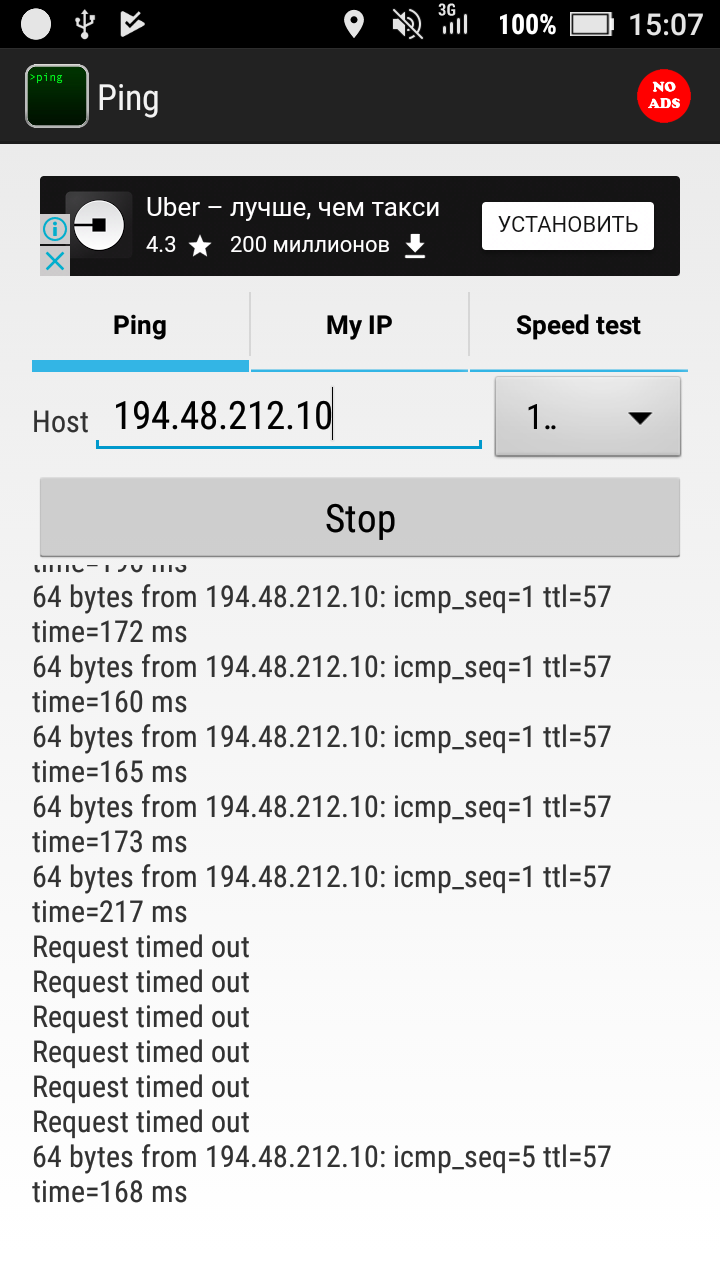 3G
100%
15:07
>ping
Ping
NO
ADS
Uber – лучше, чем такси
4.3
200 миллионов
УСТАНОВИТЬ
Ping
My IP
Speed test
Host
194.48.212.10
1..
Stop
64 bytes from 194.48.212.10: icmp_seq=1 ttl=57
time=172 ms
64 bytes from 194.48.212.10: icmp_seq=1 ttl=57
time=160 ms
64 bytes from 194.48.212.10: icmp_seq=1 ttl=57
time=165 ms
64 bytes from 194.48.212.10: icmp_seq=1 ttl=57
time=173 ms
64 bytes from 194.48.212.10: icmp_seq=1 ttl=57
time=217 ms
Request timed out
Request timed out
Request timed out
Request timed out
Request timed out
Request timed out
64 bytes from 194.48.212.10: icmp_seq=5 ttl=57
time=168 ms